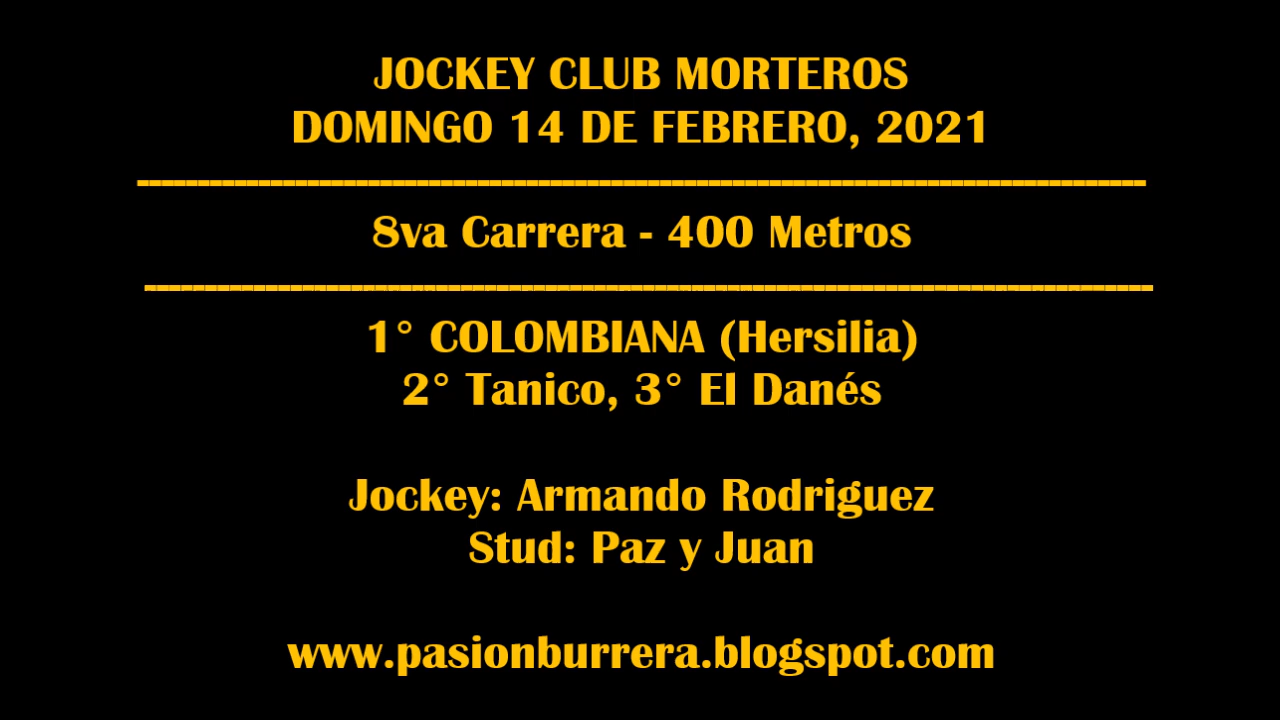 JOCKEY CLUB MORTEROS
DOMINGO 14 DE FEBRERO, 2021
8va Carrera - 400 Metros
1° COLOMBIANA (Hersilia)
2° Tanico, 3° El Danés
Jockey: Armando Rodriguez
Stud: Paz y Juan
www.pasionburrera.blogspot.com